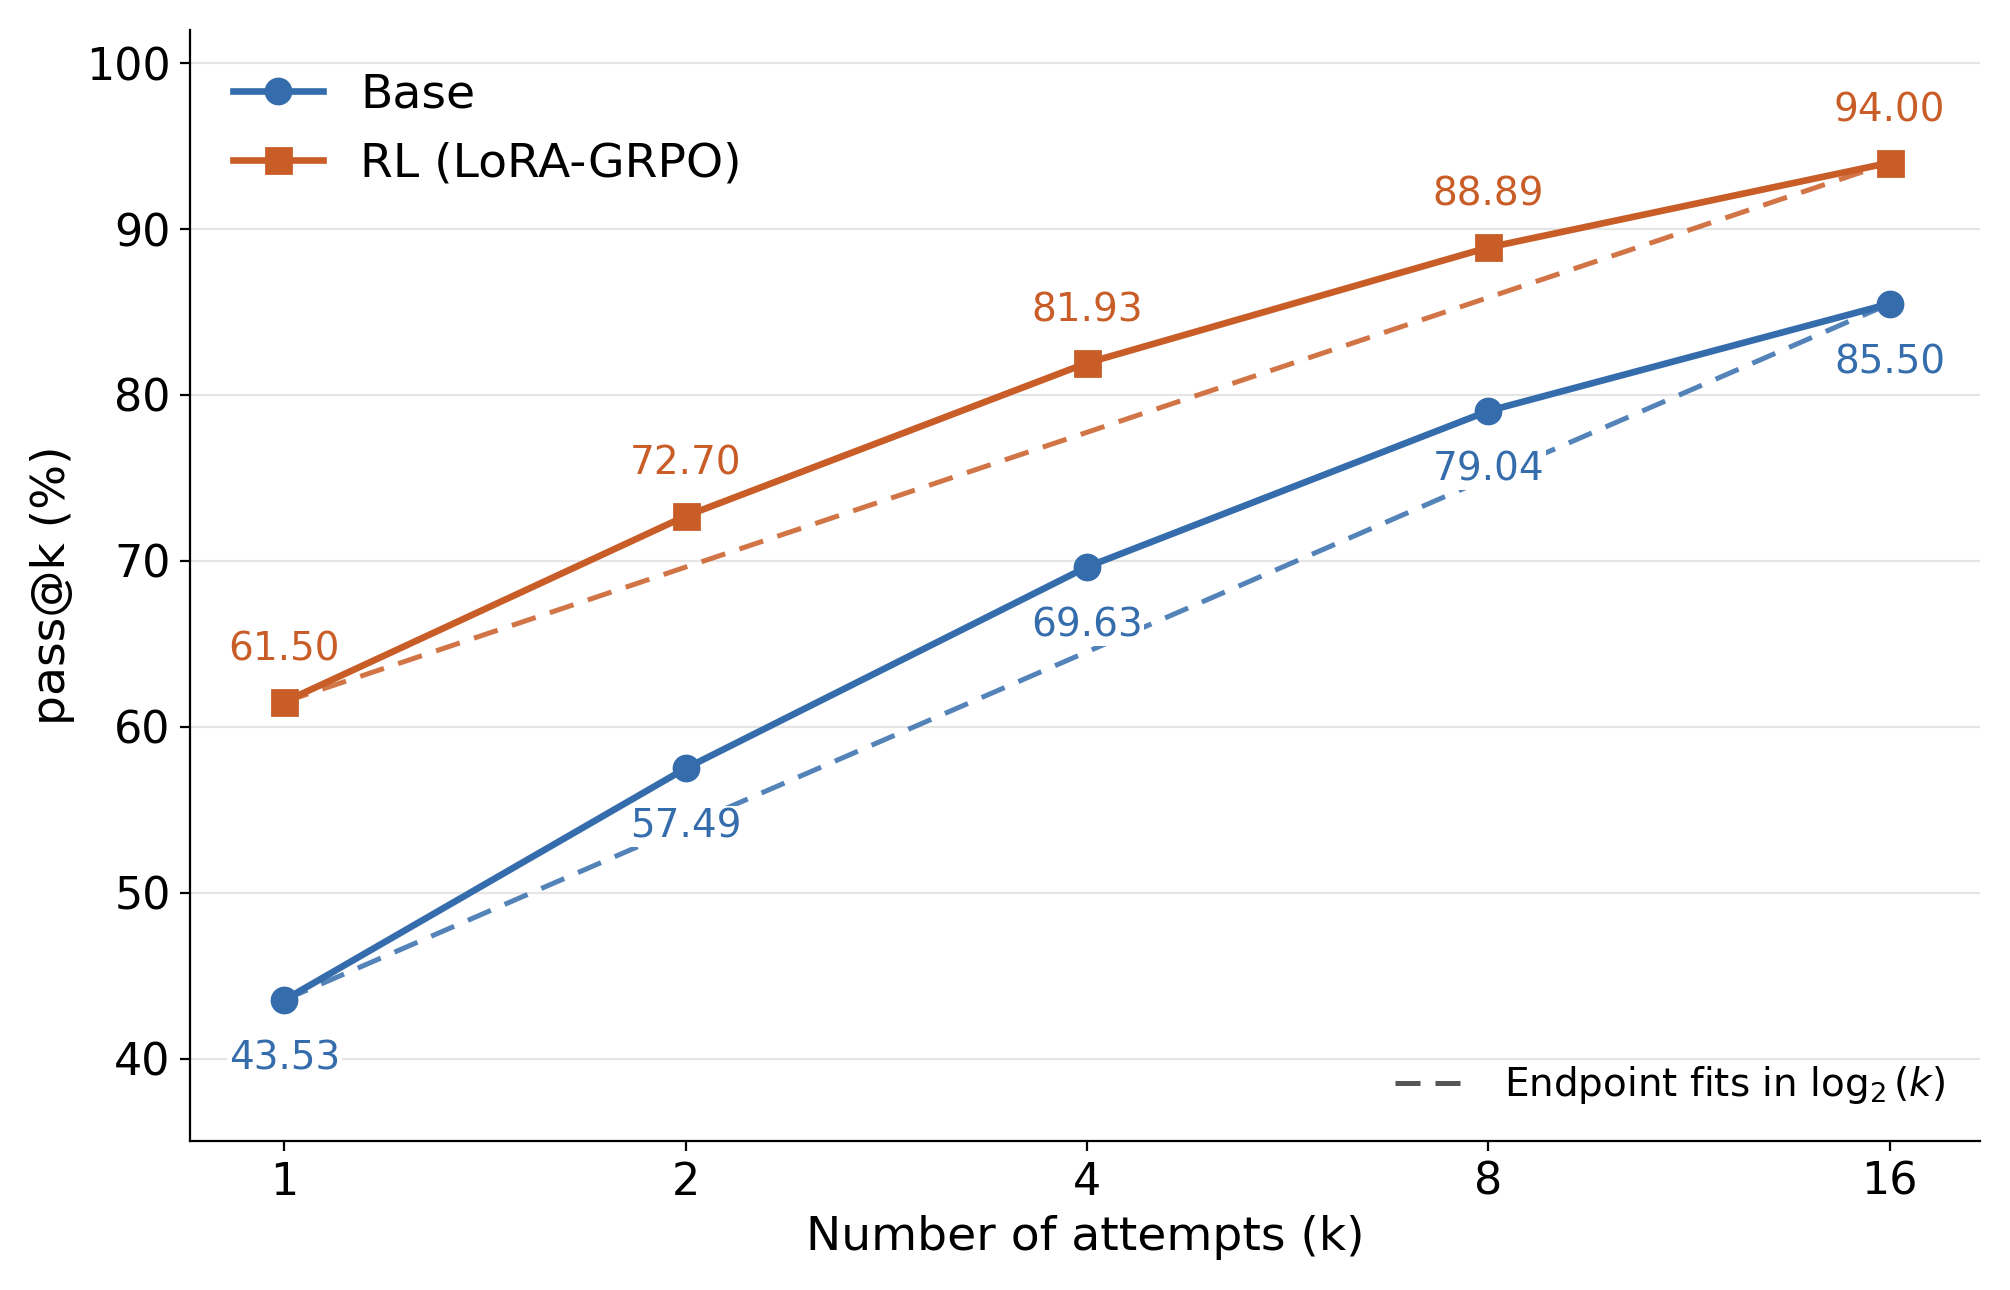 100
90
80
70
60
50
40
pass@k (%)
Base
RL (LoRA-GRPO)
61.50
72.70
81.93
88.89
94.00
43.53
57.49
69.63
79.04
85.50
Endpoint fits in log₂(k)
1 2 4 8 16
Number of attempts (k)